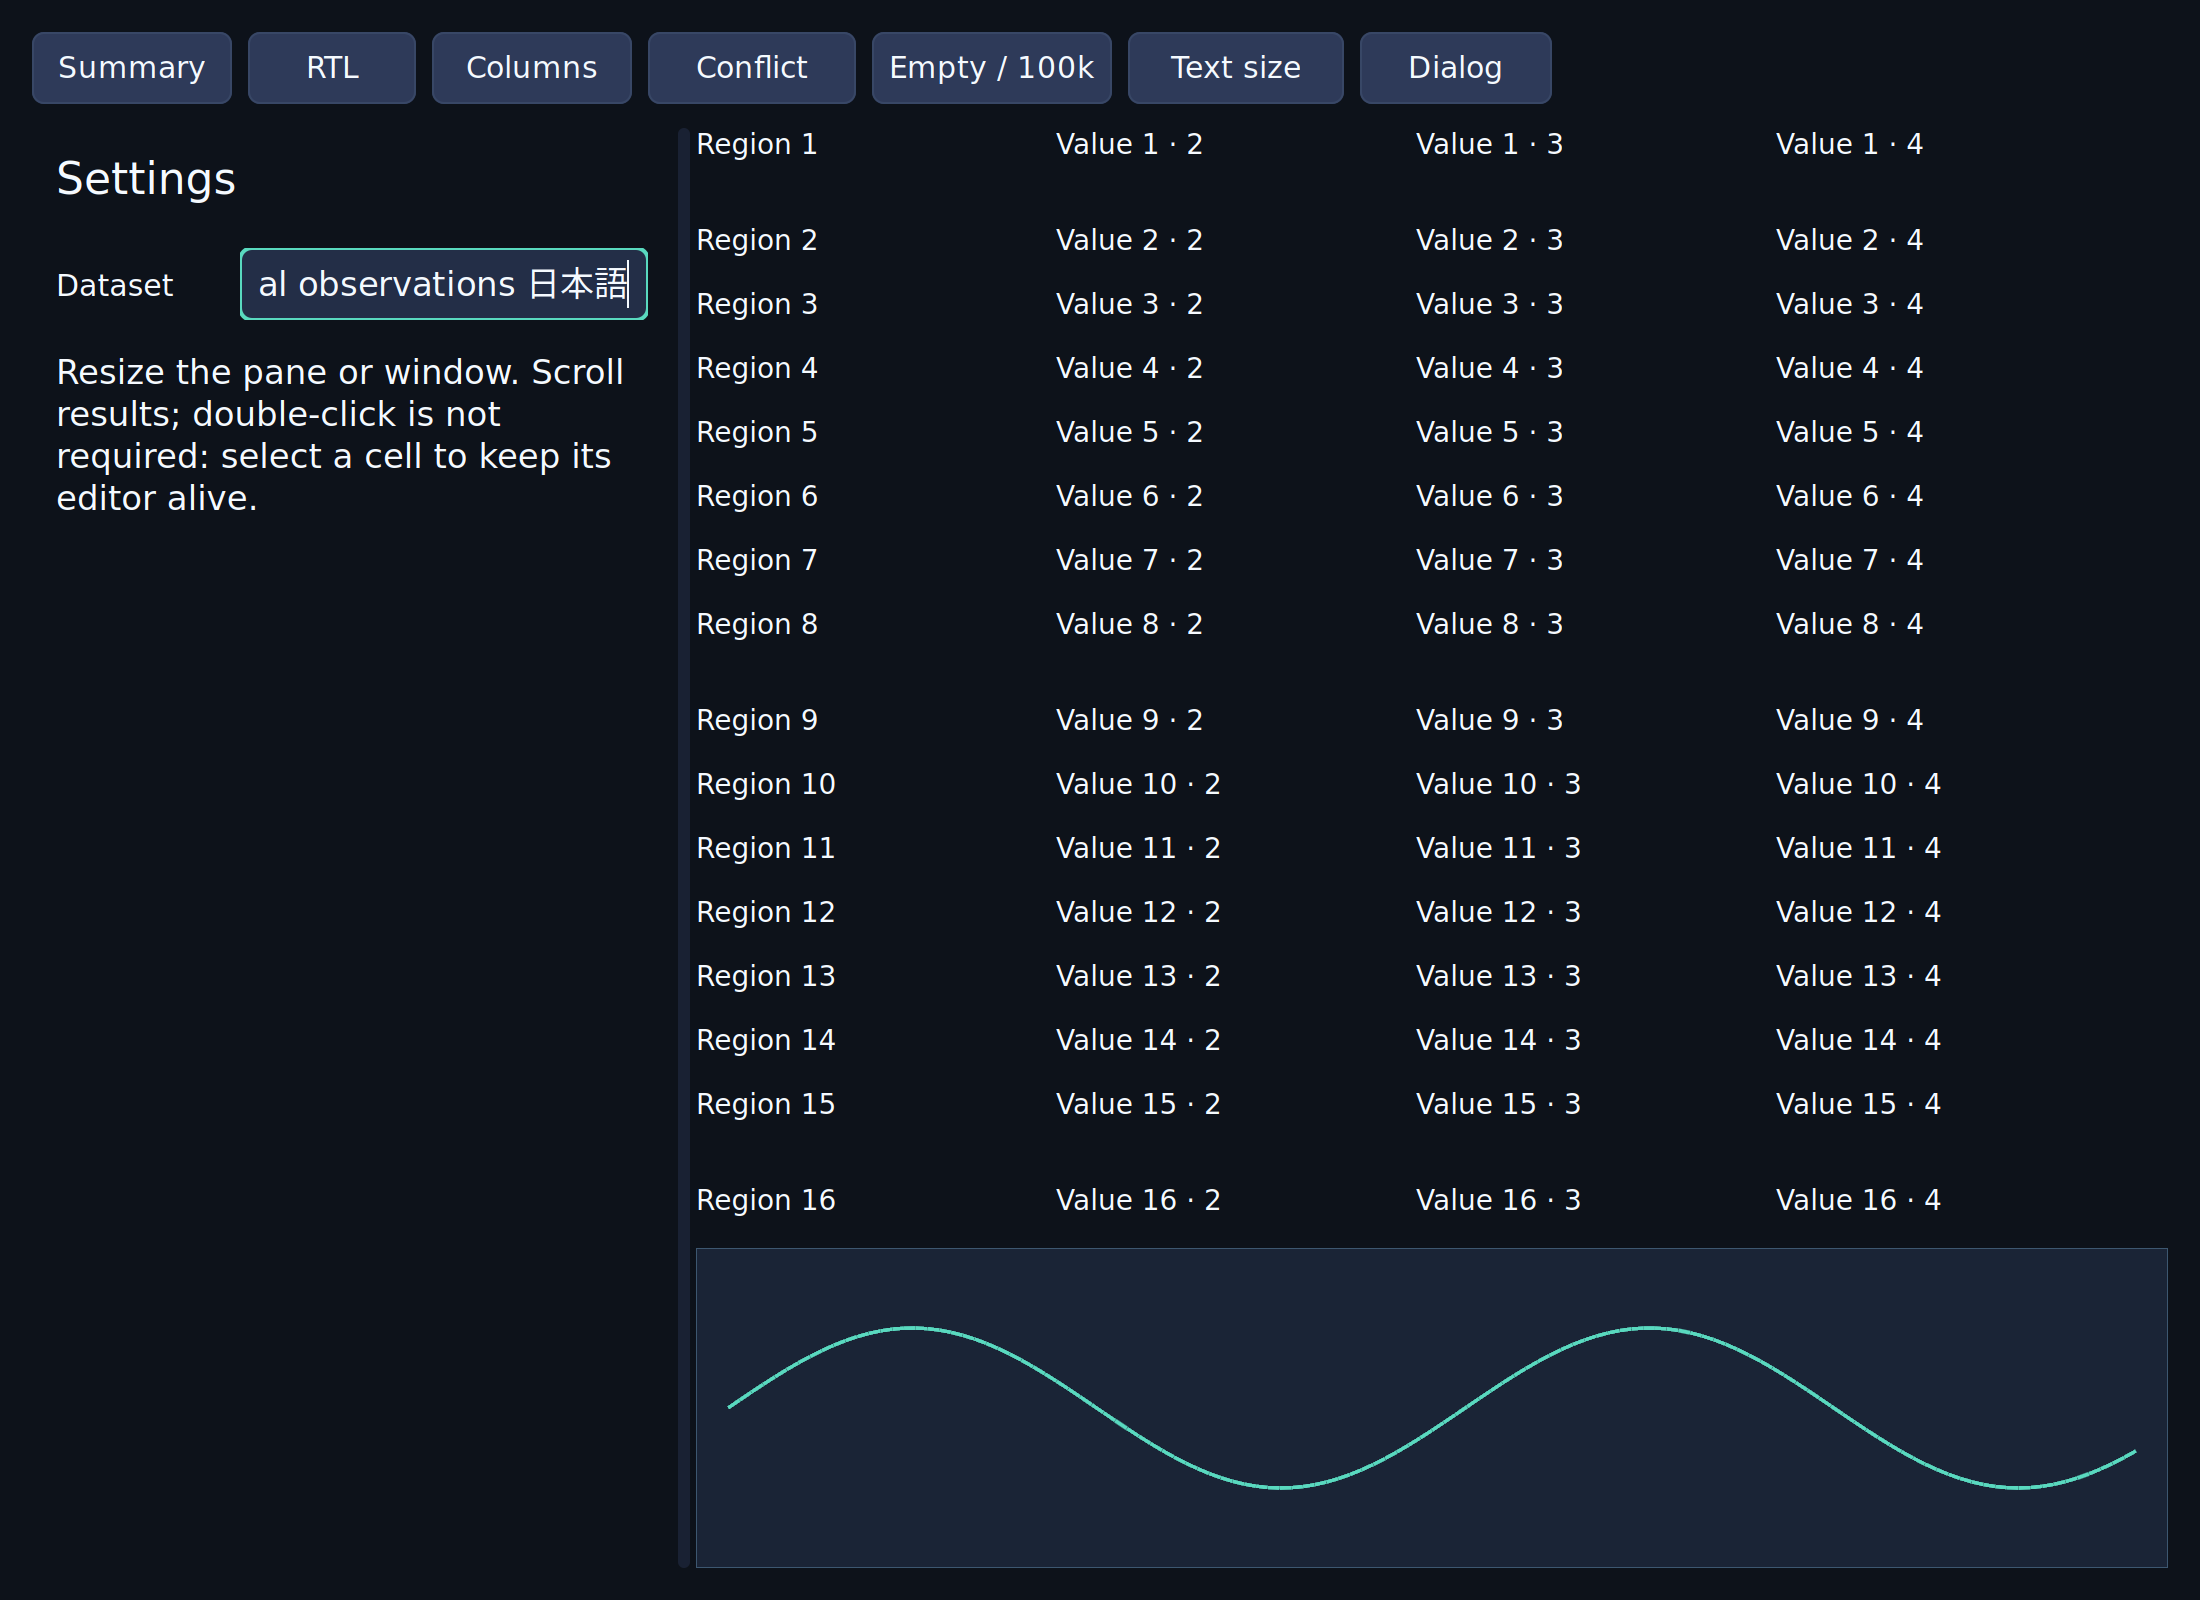 Summary RTL Columns Conflict Empty / 100k Text size Dialog
Settings
Dataset al observations 日本語
Resize the pane or window. Scroll
results; double-click is not
required: select a cell to keep its
editor alive.
Region 1 Value 1 · 2 Value 1 · 3 Value 1 · 4
Region 2 Value 2 · 2 Value 2 · 3 Value 2 · 4
Region 3 Value 3 · 2 Value 3 · 3 Value 3 · 4
Region 4 Value 4 · 2 Value 4 · 3 Value 4 · 4
Region 5 Value 5 · 2 Value 5 · 3 Value 5 · 4
Region 6 Value 6 · 2 Value 6 · 3 Value 6 · 4
Region 7 Value 7 · 2 Value 7 · 3 Value 7 · 4
Region 8 Value 8 · 2 Value 8 · 3 Value 8 · 4
Region 9 Value 9 · 2 Value 9 · 3 Value 9 · 4
Region 10 Value 10 · 2 Value 10 · 3 Value 10 · 4
Region 11 Value 11 · 2 Value 11 · 3 Value 11 · 4
Region 12 Value 12 · 2 Value 12 · 3 Value 12 · 4
Region 13 Value 13 · 2 Value 13 · 3 Value 13 · 4
Region 14 Value 14 · 2 Value 14 · 3 Value 14 · 4
Region 15 Value 15 · 2 Value 15 · 3 Value 15 · 4
Region 16 Value 16 · 2 Value 16 · 3 Value 16 · 4